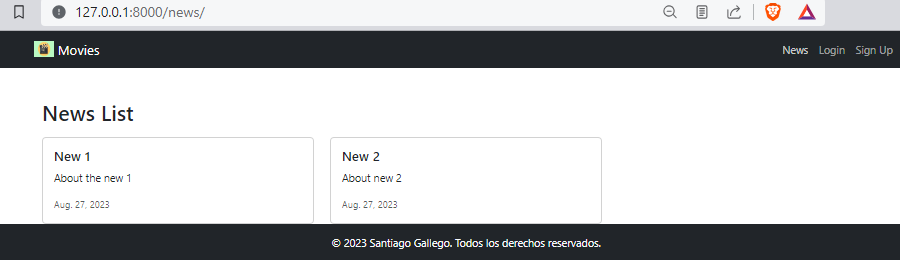 127.0.0.1:8000/news/
Movies News Login Sign Up
News List
New 1
About the new 1
Aug. 27, 2023
New 2
About new 2
Aug. 27, 2023
© 2023 Santiago Gallego. Todos los derechos reservados.